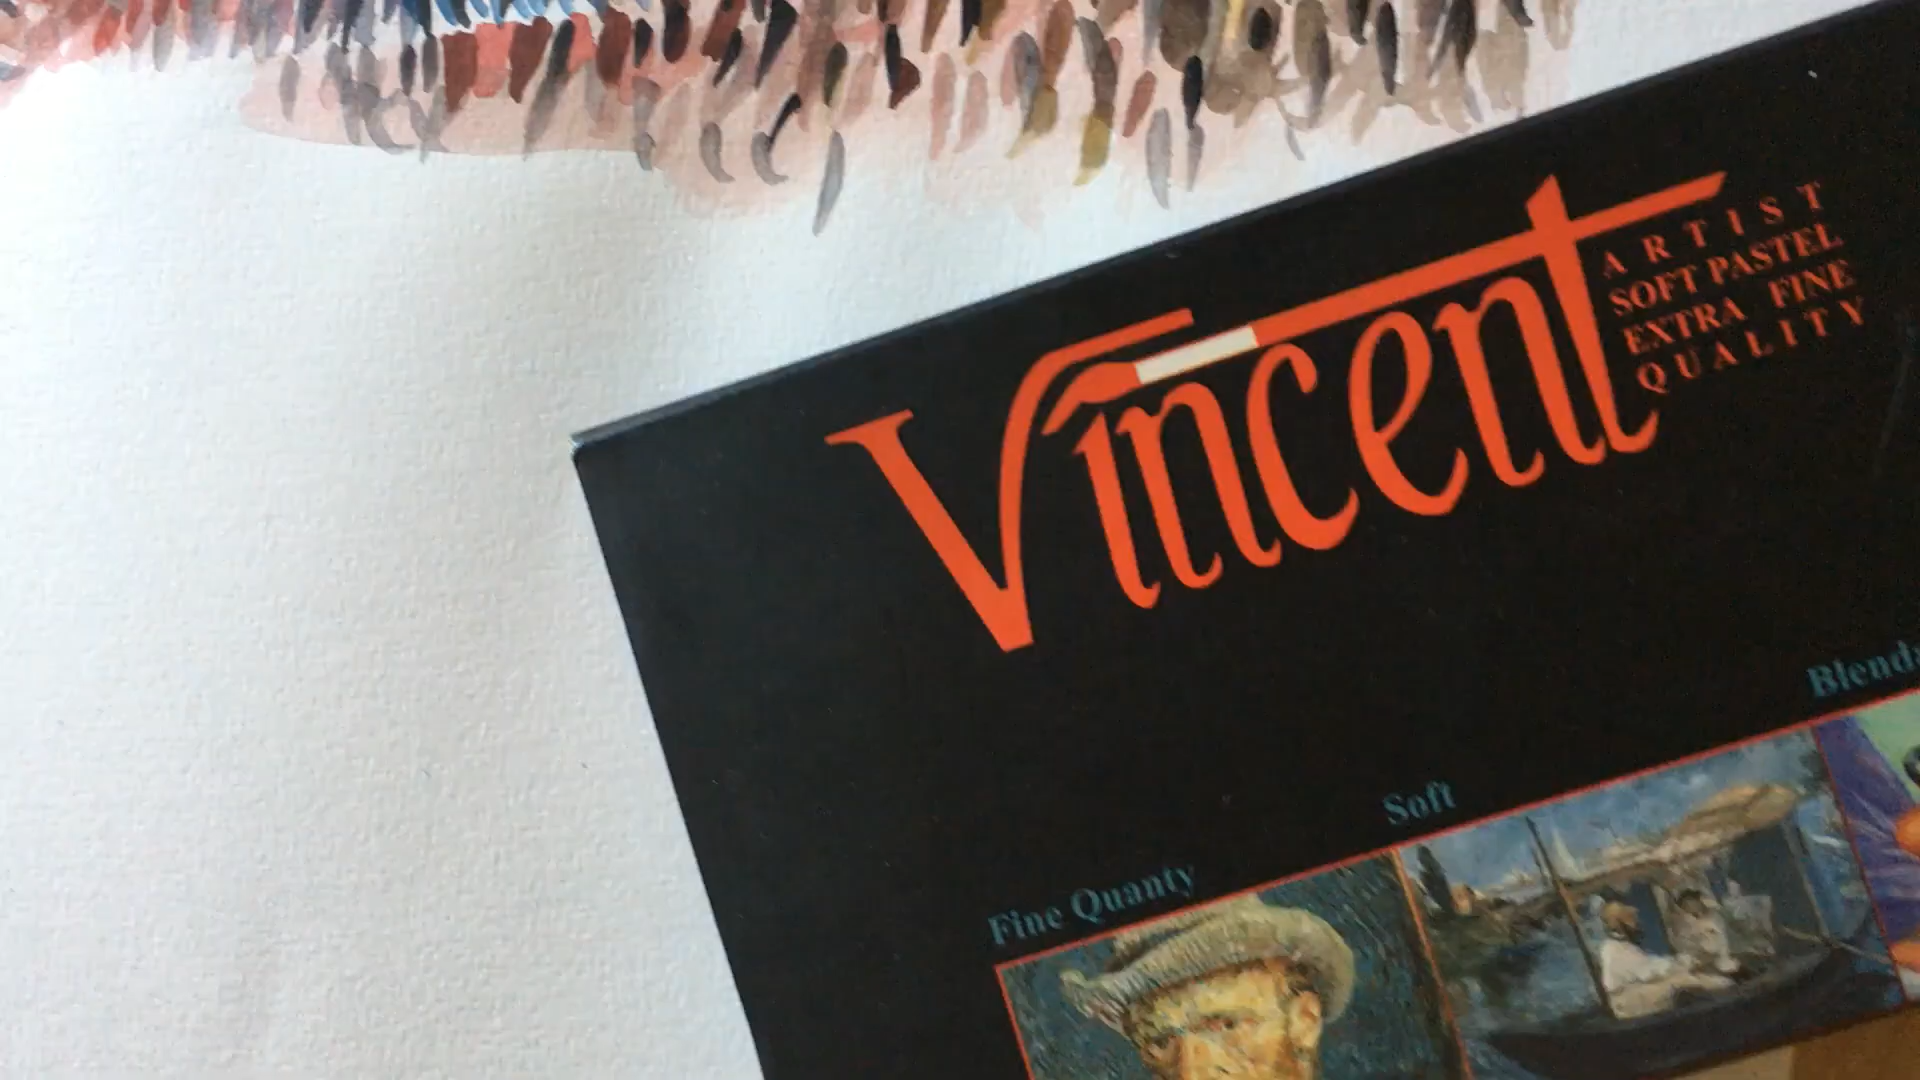 Vincent
ARTIST
SOFT PASTEL
EXTRA FINE
QUALITY
Soft
Fine Quanty